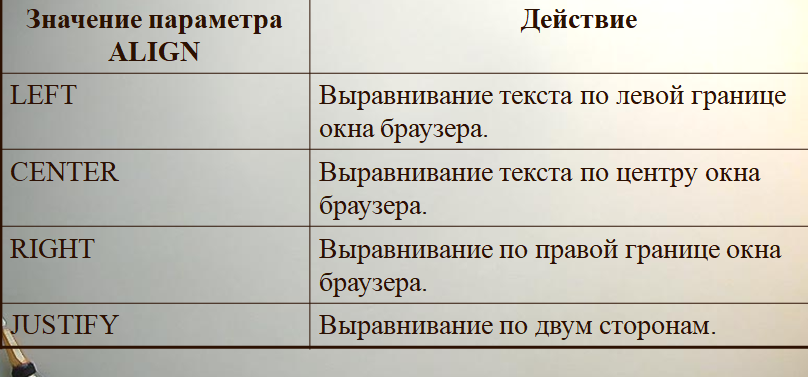 Значение параметра
ALIGN
Действие
LEFT
Выравнивание текста по левой границе
окна браузера.
CENTER
Выравнивание текста по центру окна
браузера.
RIGHT
Выравнивание по правой границе окна
браузера.
JUSTIFY
Выравнивание по двум сторонам.